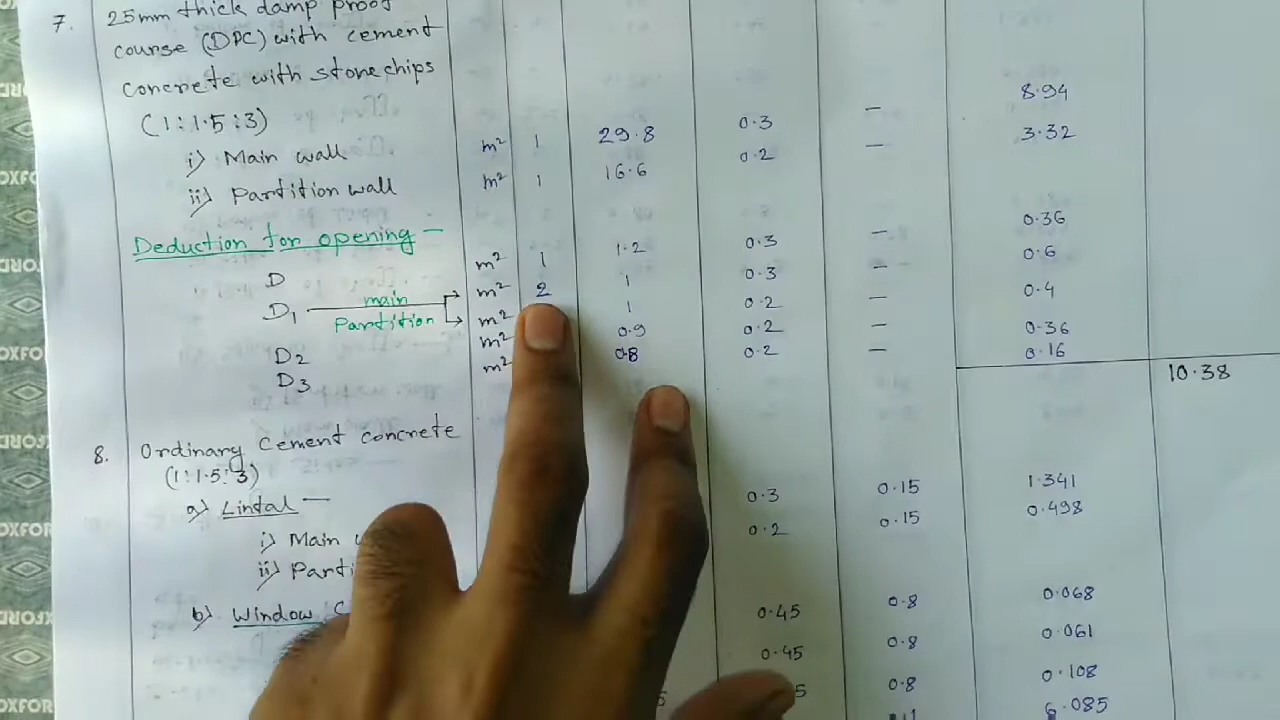 7. 25mm thick damp proof
course (DPC) with cement
concrete with stone chips
(1:1.5:3)
i) Main wall m² 1 29.8 0.3 – 8.94
ii) Partition wall m² 1 16.6 0.2 – 3.32
Deduction for opening –
D m² 1 1.2 0.3 – 0.36
D₁ main m² 2 1 0.3 – 0.6
Partition m² 1 0.2 – 0.4
D₂ m² 0.9 0.2 – 0.36
D₃ m² 0.8 0.2 – 0.16
10.38
8. Ordinary Cement concrete
(1:1.5:3)
a) Lintal –
i) Main 0.3 0.15 1.341
ii) Parti 0.2 0.15 0.498
b) Window 0.45 0.8 0.068
0.45 0.8 0.061
5 0.8 0.108
6.085